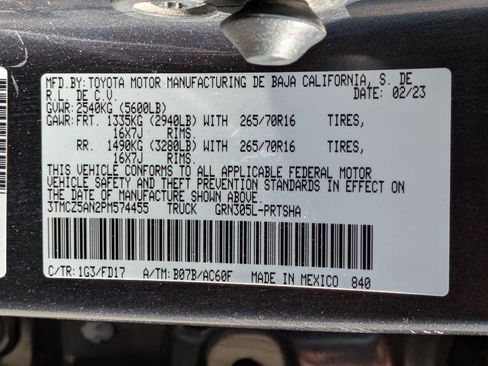 MFD.BY: TOYOTA MOTOR MANUFACTURING DE BAJA CALIFORNIA, S. DE
R.L. DE C.V. DATE: 02/23
GVWR: 2540KG (5600LB)
GAWR: FRT. 1335KG (2940LB) WITH 265/70R16 TIRES,
16X7J RIMS.
RR. 1490KG (3280LB) WITH 265/70R16 TIRES,
16X7J RIMS.
THIS VEHICLE CONFORMS TO ALL APPLICABLE FEDERAL MOTOR
VEHICLE SAFETY AND THEFT PREVENTION STANDARDS IN EFFECT ON
THE DATE OF MANUFACTURE SHOWN ABOVE.
3TMCZ5AN2PM574455 TRUCK GRN305L-PRTSHA
C/TR: 1G3/FD17 A/TM: B07B/AC60F MADE IN MEXICO 840